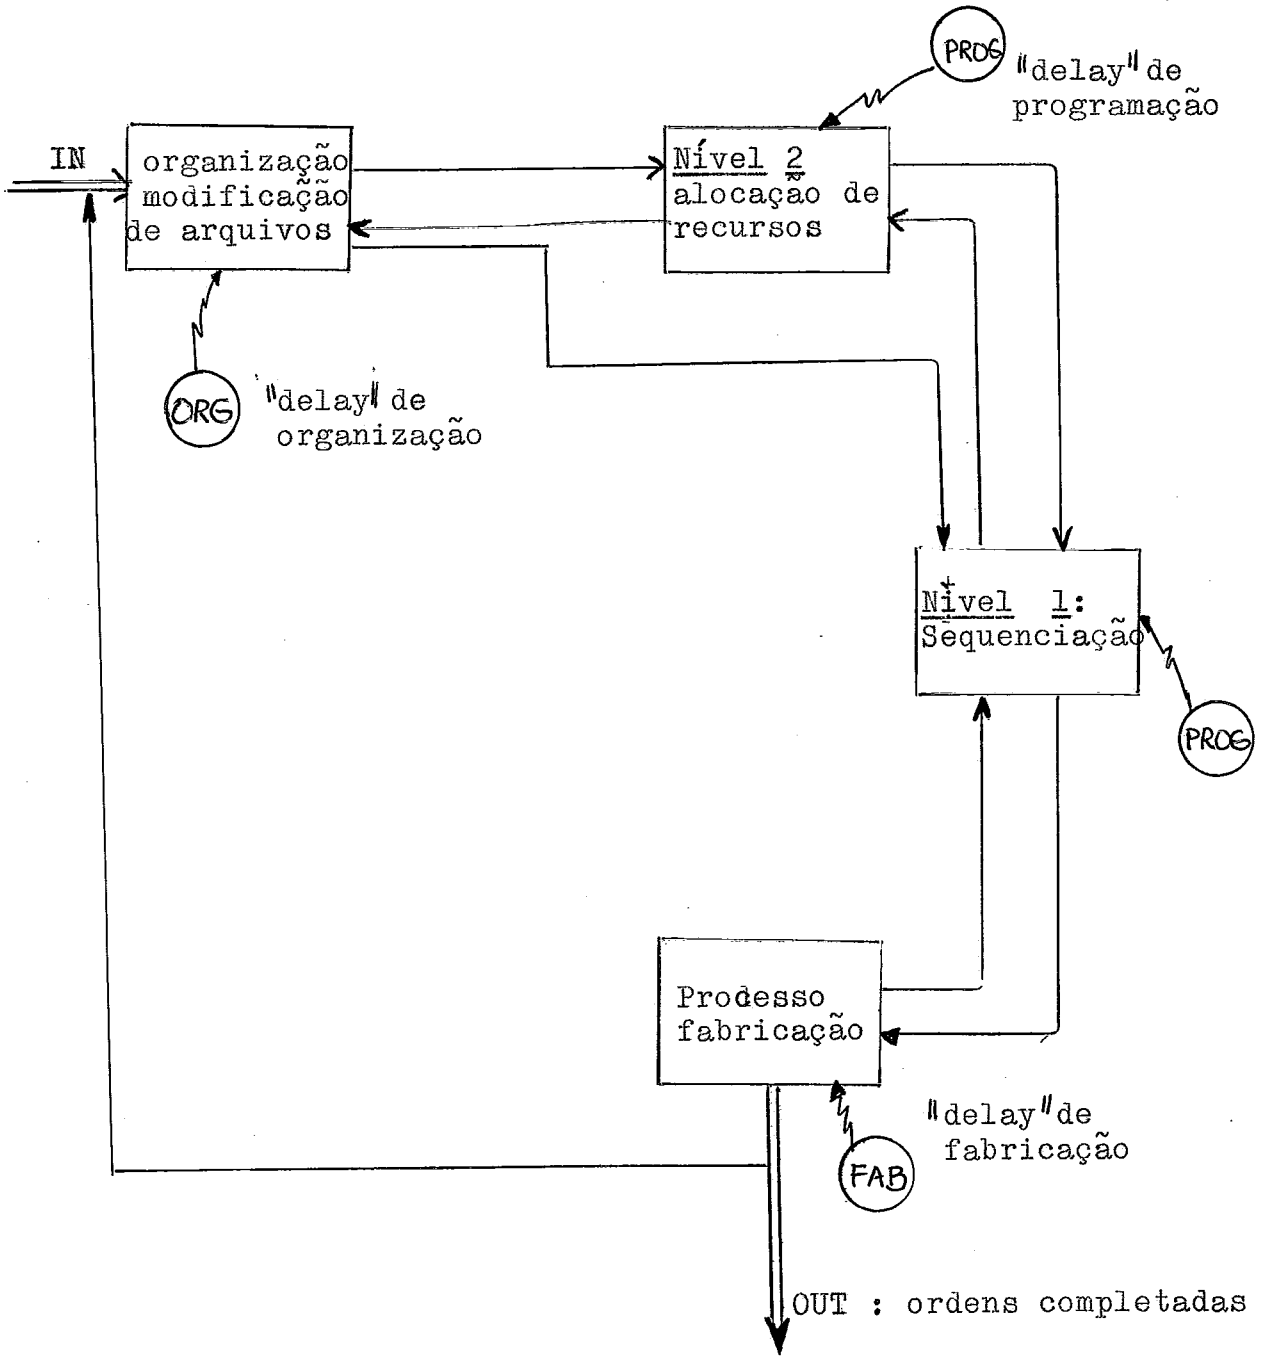 PROG
"delay" de
programação
IN
organização
modificação
de arquivos
Nível 2
alocação de
recursos
ORG
"delay" de
organização
Nível 1:
Sequenciação
PROG
Prodesso
fabricação
"delay" de
fabricação
FAB
OUT : ordens completadas